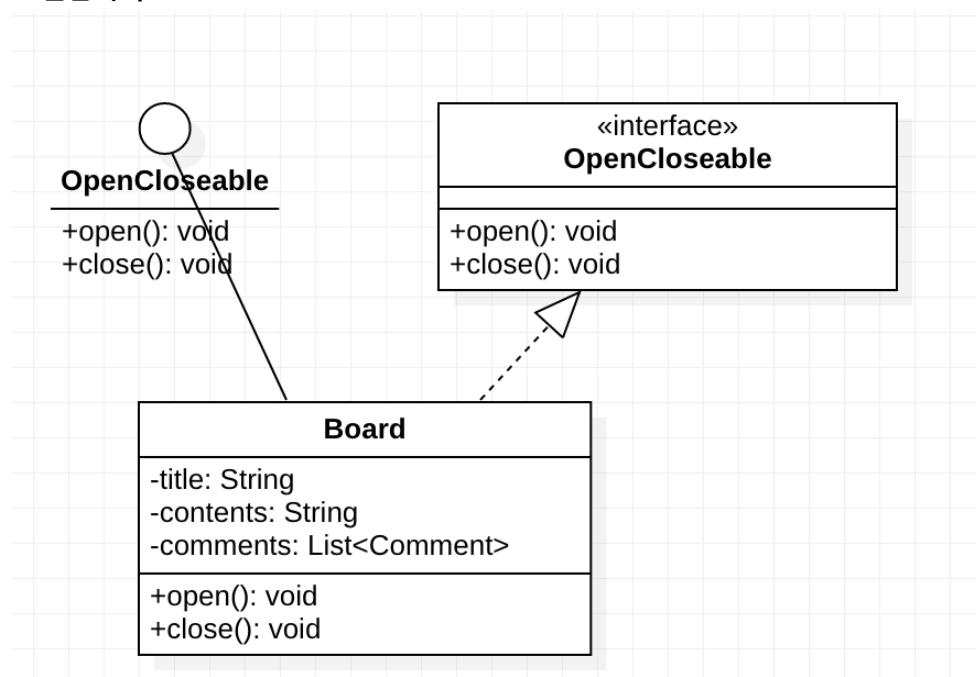 OpenCloseable
+open(): void
+close(): void
«interface»
OpenCloseable
+open(): void
+close(): void
Board
-title: String
-contents: String
-comments: List<Comment>
+open(): void
+close(): void